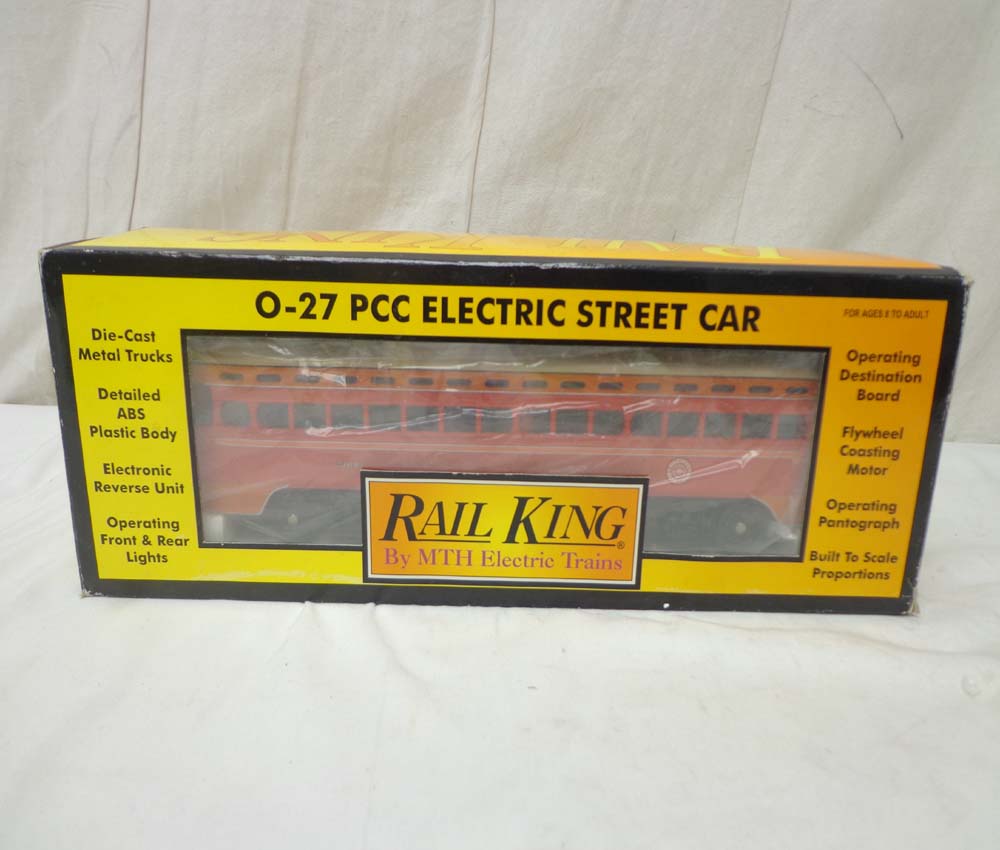 RAIL KING
O-27 PCC ELECTRIC STREET CAR
FOR AGES 8 TO ADULT
Die-Cast
Metal Trucks
Detailed
ABS
Plastic Body
Electronic
Reverse Unit
Operating
Front & Rear
Lights
Operating
Destination
Board
Flywheel
Coasting
Motor
Operating
Pantograph
Built To Scale
Proportions
RAIL KING®
By MTH Electric Trains